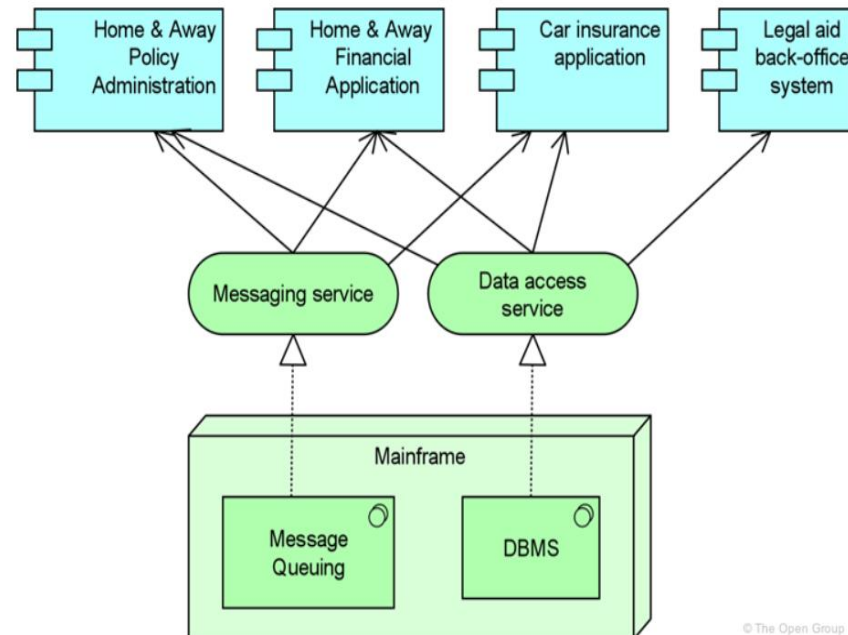 Home & Away
Policy
Administration
Home & Away
Financial
Application
Car insurance
application
Legal aid
back-office
system
Messaging service
Data access
service
Mainframe
Message
Queuing
DBMS
© The Open Group